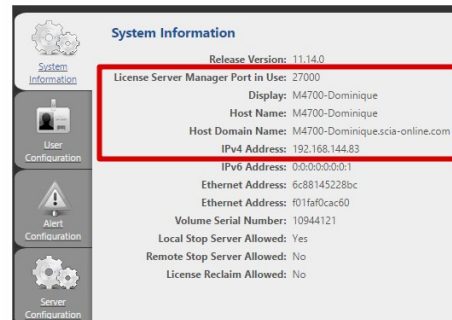 System Information
System
Information
Release Version: 11.14.0
License Server Manager Port in Use: 27000
Display: M4700-Dominique
Host Name: M4700-Dominique
Host Domain Name: M4700-Dominique.scia-online.com
IPv4 Address: 192.168.144.83
IPv6 Address: 0:0:0:0:0:0:0:1
Ethernet Address: 6c88145228bc
Ethernet Address: f01faf0cac60
Volume Serial Number: 10944121
Local Stop Server Allowed: Yes
Remote Stop Server Allowed: No
License Reclaim Allowed: No
User
Configuration
Alert
Configuration
Server
Configuration